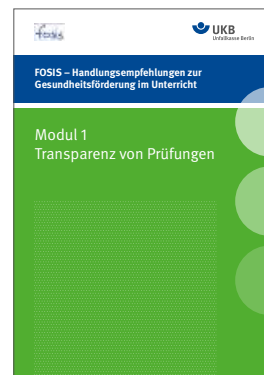 fosis
UKB
Unfallkasse Berlin
FOSIS – Handlungsempfehlungen zur
Gesundheitsförderung im Unterricht
Modul 1
Transparenz von Prüfungen